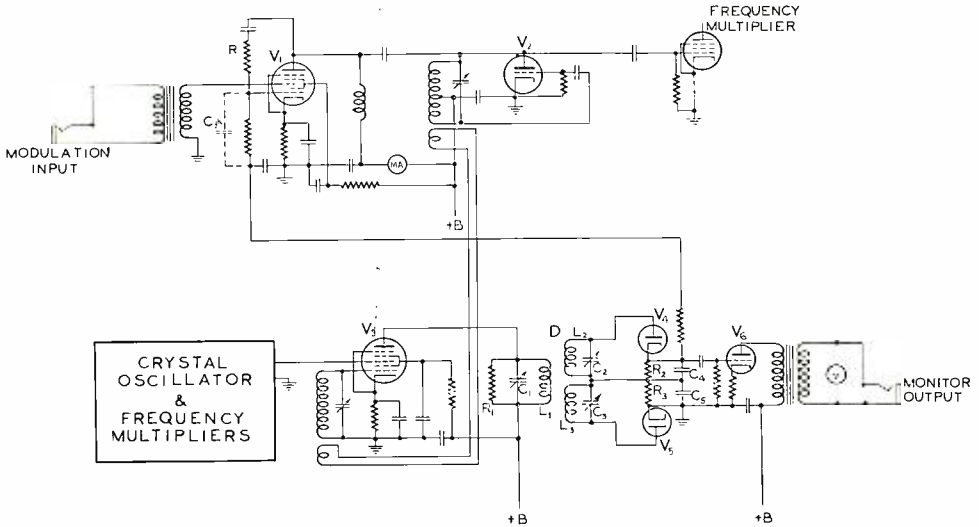 FREQUENCY
MULTIPLIER
R
V1
V2
C1
MODULATION
INPUT
MA
+B
V3
V4
D
L2
V6
CRYSTAL
OSCILLATOR
&
FREQUENCY
MULTIPLIERS
C1
C2
R2
C4
R1
L1
C3
R3
C5
V
MONITOR
OUTPUT
L3
V5
+B
+B